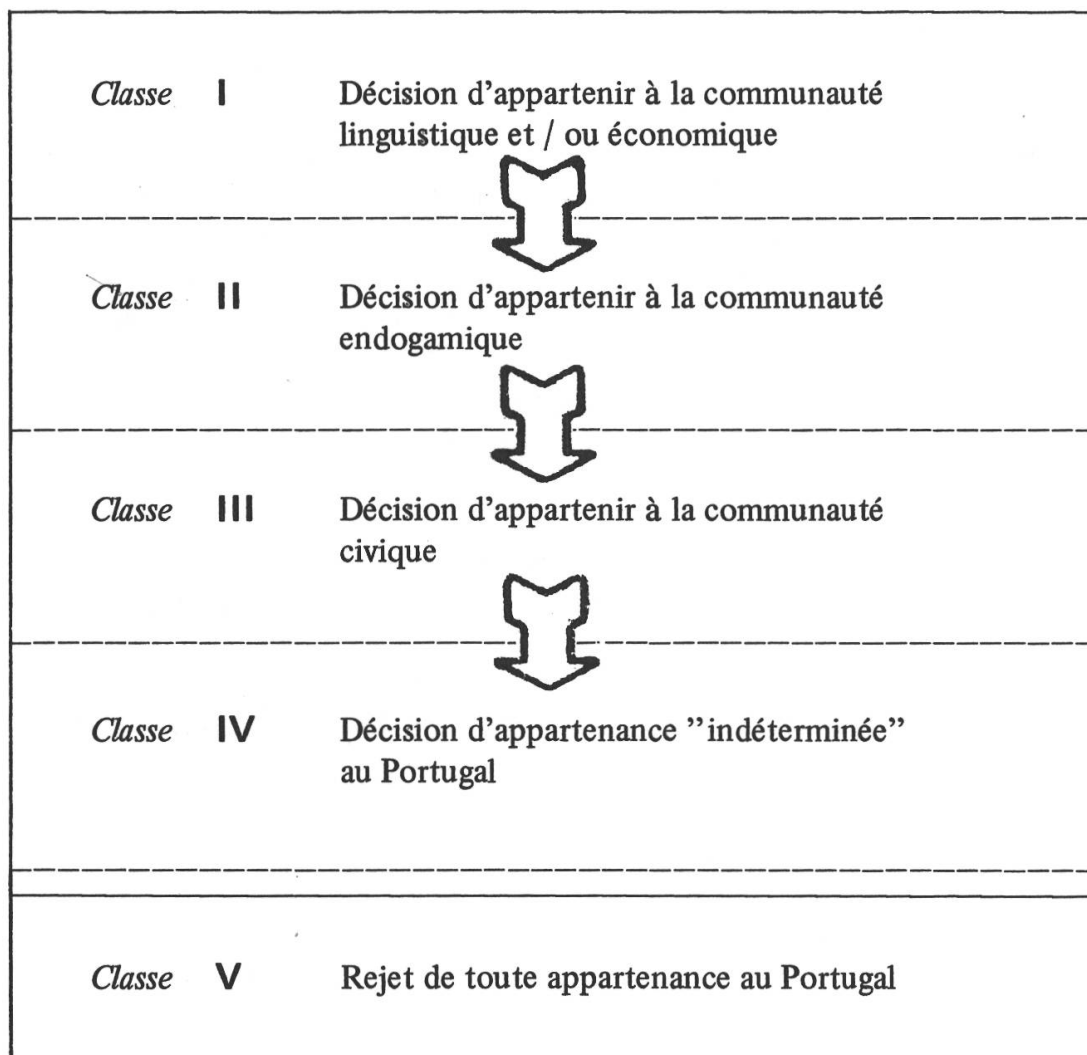 Classe I Décision d'appartenir à la communauté
linguistique et / ou économique
Classe II Décision d'appartenir à la communauté
endogamique
Classe III Décision d'appartenir à la communauté
civique
Classe IV Décision d'appartenance ”indéterminée”
au Portugal
Classe V Rejet de toute appartenance au Portugal